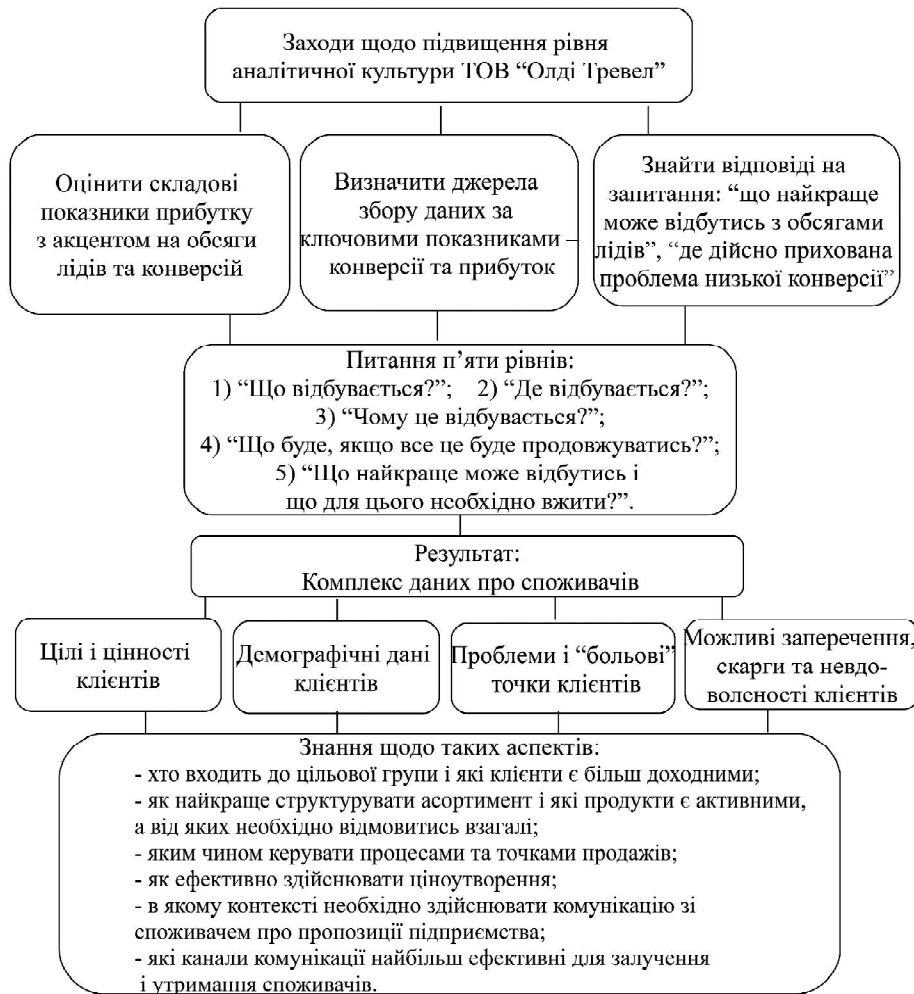 Заходи щодо підвищення рівня
аналітичної культури ТОВ “Олді Тревел”
Оцінити складові
показники прибутку
з акцентом на обсяги
лідів та конверсій
Визначити джерела
збору даних за
ключовими показниками –
конверсії та прибуток
Знайти відповіді на
запитання: “що найкраще
може відбутись з обсягами
лідів”, “де дійсно прихована
проблема низької конверсії”
Питання п’яти рівнів:
1) “Що відбувається?”; 2) “Де відбувається?”;
3) “Чому це відбувається?”;
4) “Що буде, якщо все це буде продовжуватись?”;
5) “Що найкраще може відбутись і
що для цього необхідно вжити?”.
Результат:
Комплекс даних про споживачів
Цілі і цінності
клієнтів
Демографічні дані
клієнтів
Проблеми і “больові”
точки клієнтів
Можливі заперечення,
скарги та невдо-
волєності клієнтів
Знання щодо таких аспектів:
- хто входить до цільової групи і які клієнти є більш доходними;
- як найкраще структурувати асортимент і які продукти є активними,
а від яких необхідно відмовитись взагалі;
- яким чином керувати процесами та точками продажів;
- як ефективно здійснювати ціноутворення;
- в якому контексті необхідно здійснювати комунікацію зі
споживачем про пропозиції підприємства;
- які канали комунікації найбільш ефективні для залучення
і утримання споживачів.